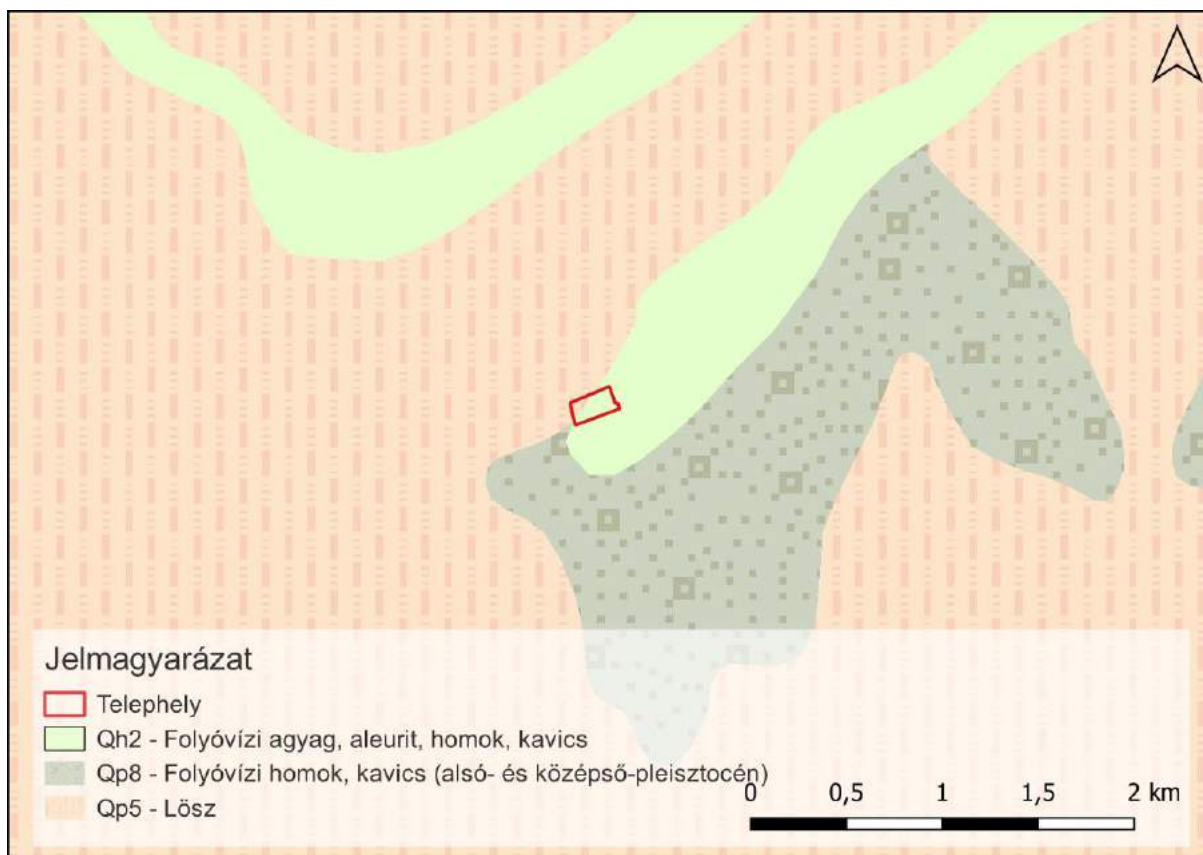 Jelmagyarázat
Telephely
Qh2 - Folyóvízi agyag, aleurit, homok, kavics
Qp8 - Folyóvízi homok, kavics (alsó- és középső-pleisztocén)
Qp5 - Lösz
0 0,5 1 1,5 2 km